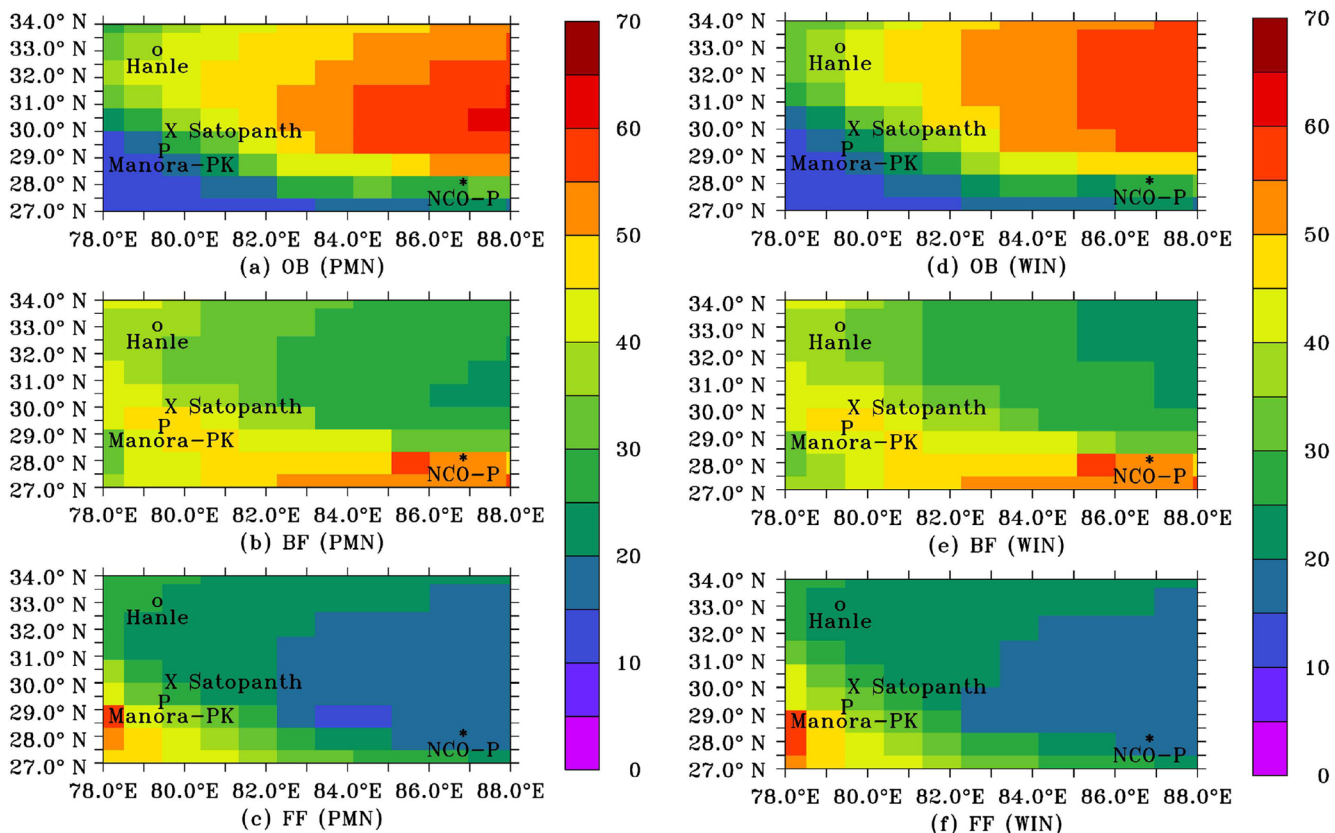 34.0° N
33.0° N
32.0° N
31.0° N
30.0° N
29.0° N
28.0° N
27.0° N
Hanle
X Satopanth
P
Manora-PK
*
NCO-P
78.0°E 80.0°E 82.0°E 84.0°E 86.0°E 88.0°E
(a) OB (PMN)
34.0° N
33.0° N
32.0° N
31.0° N
30.0° N
29.0° N
28.0° N
27.0° N
o
Hanle
X Satopanth
P
Manora-PK
*
NCO-P
78.0°E 80.0°E 82.0°E 84.0°E 86.0°E 88.0°E
(b) BF (PMN)
34.0° N
33.0° N
32.0° N
31.0° N
30.0° N
29.0° N
28.0° N
27.0° N
o
Hanle
X Satopanth
P
Manora-PK
*
NCO-P
78.0°E 80.0°E 82.0°E 84.0°E 86.0°E 88.0°E
(c) FF (PMN)
70
60
50
40
30
20
10
0
34.0° N
33.0° N
32.0° N
31.0° N
30.0° N
29.0° N
28.0° N
27.0° N
o
Hanle
X Satopanth
P
Manora-PK
*
NCO-P
78.0°E 80.0°E 82.0°E 84.0°E 86.0°E 88.0°E
(d) OB (WIN)
34.0° N
33.0° N
32.0° N
31.0° N
30.0° N
29.0° N
28.0° N
27.0° N
o
Hanle
X Satopanth
P
Manora-PK
*
NCO-P
78.0°E 80.0°E 82.0°E 84.0°E 86.0°E 88.0°E
(e) BF (WIN)
34.0° N
33.0° N
32.0° N
31.0° N
30.0° N
29.0° N
28.0° N
27.0° N
o
Hanle
X Satopanth
P
Manora-PK
*
NCO-P
78.0°E 80.0°E 82.0°E 84.0°E 86.0°E 88.0°E
(f) FF (WIN)
70
60
50
40
30
20
10
0